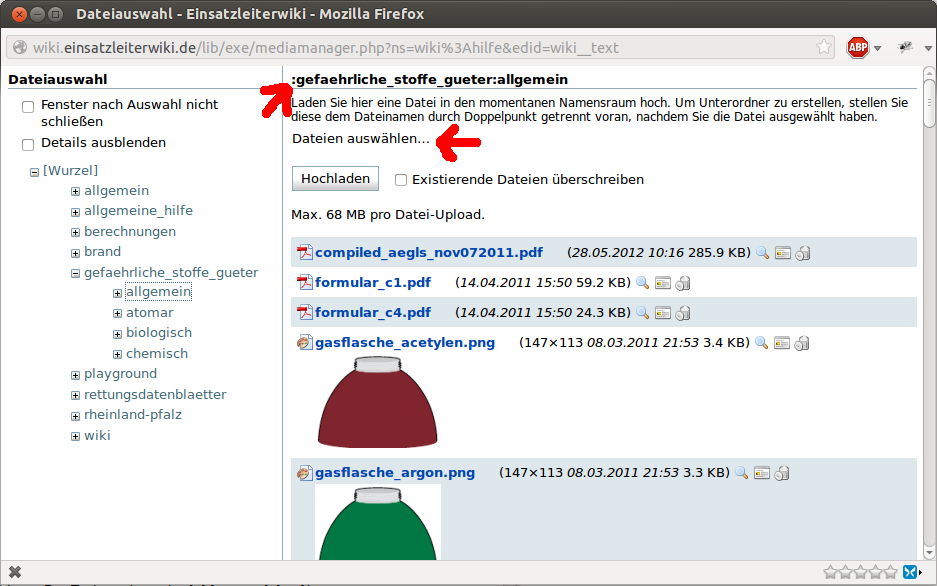 Dateiauswahl - Einsatzleiterwiki - Mozilla Firefox
wiki.einsatzleiterwiki.de/lib/exe/mediamanager.php?ns=wiki%3Ahilfe&edid=wiki__text
ABP
Dateiauswahl
Fenster nach Auswahl nicht
schließen
Details ausblenden
[Wurzel]
allgemein
allgemeine_hilfe
berechnungen
brand
gefaehrliche_stoffe_gueter
allgemein
atomar
biologisch
chemisch
playground
rettungsdatenblaetter
rheinland-pfalz
wiki
:gefaehrliche_stoffe_gueter:allgemein
Laden Sie hier eine Datei in den momentanen Namensraum hoch. Um Unterordner zu erstellen, stellen Sie
diese dem Dateinamen durch Doppelpunkt getrennt voran, nachdem Sie die Datei ausgewählt haben.
Dateien auswählen...
Hochladen Existierende Dateien überschreiben
Max. 68 MB pro Datei-Upload.
compiled_aegls_nov072011.pdf (28.05.2012 10:16 285.9 KB)
formular_c1.pdf (14.04.2011 15:50 59.2 KB)
formular_c4.pdf (14.04.2011 15:50 24.3 KB)
gasflasche_acetylen.png (147×113 08.03.2011 21:53 3.4 KB)
gasflasche_argon.png (147×113 08.03.2011 21:53 3.3 KB)